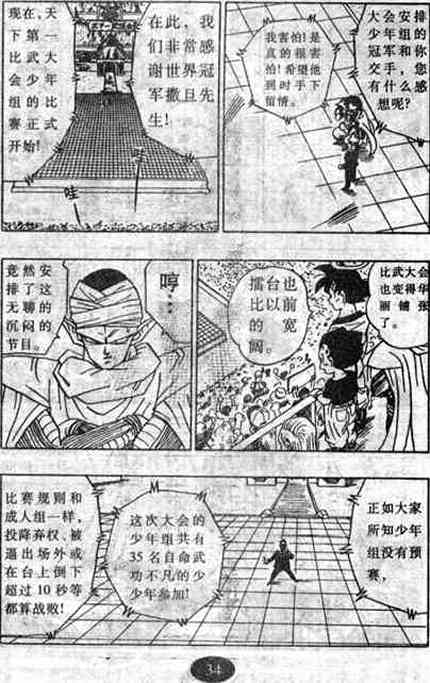 大会安排
少年组的
冠军和你
交手，您
有什么感
想呢？
我害怕!是
真的很害
怕!希望他
到时手下
留情。
在此，我
们非常感
谢世界冠
军撒旦先
生!
现在,天
下第一
比武大
会少年
组的比
赛正式
开始!
哇
哇
比武大会
也变得华
丽铺张
了。
擂台也
比以前
的宽
阔。
哼…
竟然安
排了这
无聊的
沉闷的
节目。
正如大家
所知少年
组没有预
赛,
这次大会的
少年组共有
35名自命武
功不凡的少
少年参加!
比赛规则和
成人组一样,
投降弃权、被
逼出场外或
在台上倒下
超过10秒等
都算战败!
34